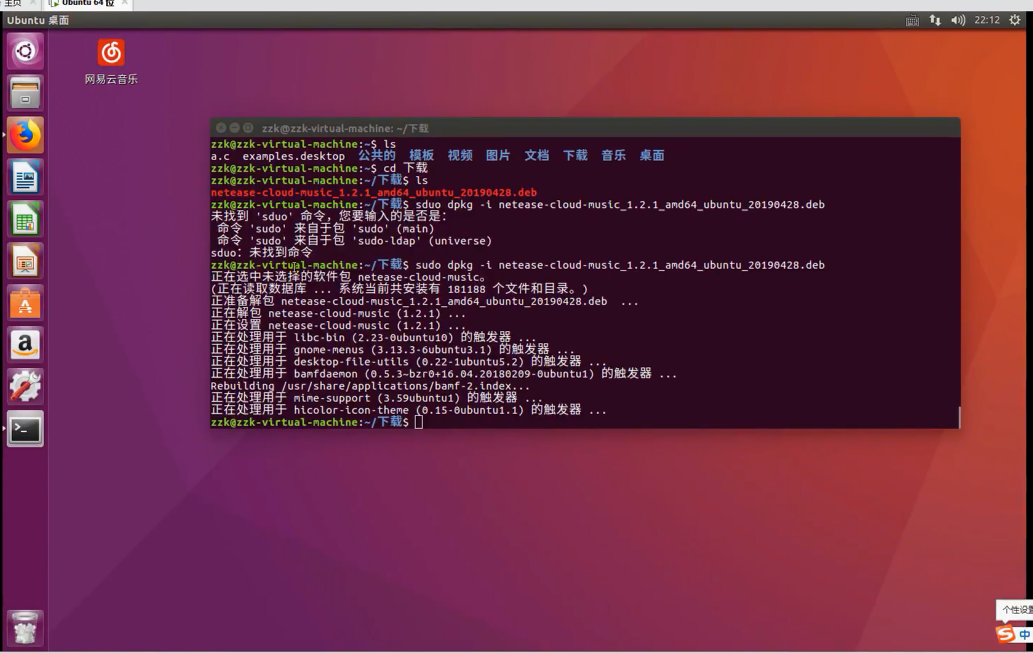 主页
Ubuntu 64 位
Ubuntu 桌面
22:12
网易云音乐
zzk@zzk-virtual-machine: ~/下载
zzk@zzk-virtual-machine:~$ ls
a.c examples.desktop 公共的 模板 视频 图片 文档 下载 音乐 桌面
zzk@zzk-virtual-machine:~$ cd 下载
zzk@zzk-virtual-machine:~/下载$ ls
netease-cloud-music_1.2.1_amd64_ubuntu_20190428.deb
zzk@zzk-virtual-machine:~/下载$ sduo dpkg -i netease-cloud-music_1.2.1_amd64_ubuntu_20190428.deb
未找到 'sduo' 命令，您要输入的是否是：
命令 'sudo' 来自于包 'sudo' (main)
命令 'sudo' 来自于包 'sudo-ldap' (universe)
sduo：未找到命令
zzk@zzk-virtual-machine:~/下载$ sudo dpkg -i netease-cloud-music_1.2.1_amd64_ubuntu_20190428.deb
正在选中未选择的软件包 netease-cloud-music。
(正在读取数据库 ... 系统当前共安装有 181188 个文件和目录。)
正准备解包 netease-cloud-music_1.2.1_amd64_ubuntu_20190428.deb ...
正在解包 netease-cloud-music (1.2.1) ...
正在设置 netease-cloud-music (1.2.1) ...
正在处理用于 libc-bin (2.23-0ubuntu10) 的触发器 ...
正在处理用于 gnome-menus (3.13.3-6ubuntu3.1) 的触发器 ...
正在处理用于 desktop-file-utils (0.22-1ubuntu5.2) 的触发器 ...
正在处理用于 bamfdaemon (0.5.3~bzr0+16.04.20180209-0ubuntu1) 的触发器 ...
Rebuilding /usr/share/applications/bamf-2.index...
正在处理用于 mime-support (3.59ubuntu1) 的触发器 ...
正在处理用于 hicolor-icon-theme (0.15-0ubuntu1.1) 的触发器 ...
zzk@zzk-virtual-machine:~/下载$
个性设置
中